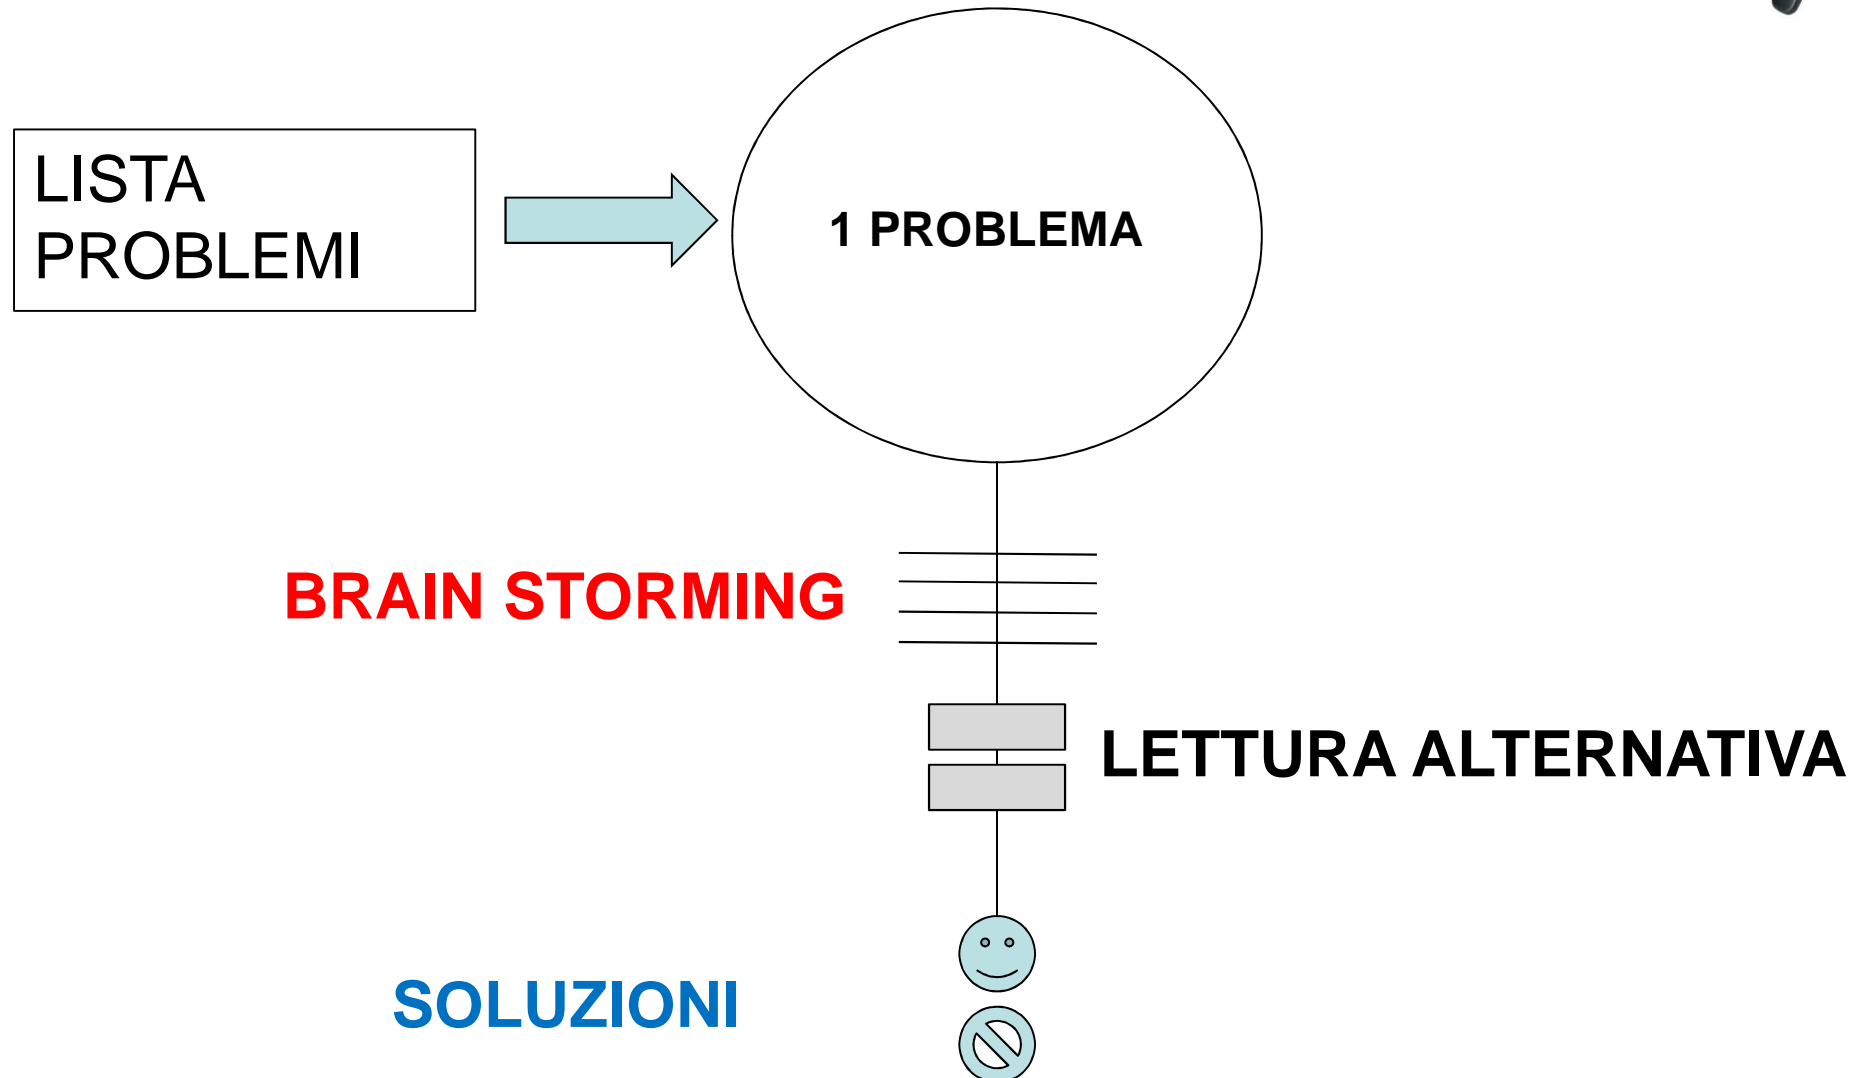 LISTA
PROBLEMI
1 PROBLEMA
BRAIN STORMING
LETTURA ALTERNATIVA
SOLUZIONI